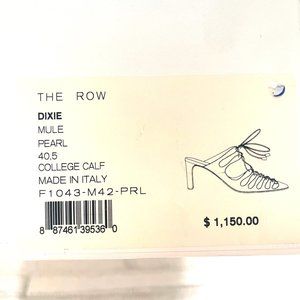 THE ROW
DIXIE
MULE
PEARL
40,5
COLLEGE CALF
MADE IN ITALY
F1043-M42-PRL
8 87461 39536 0
$ 1,150.00